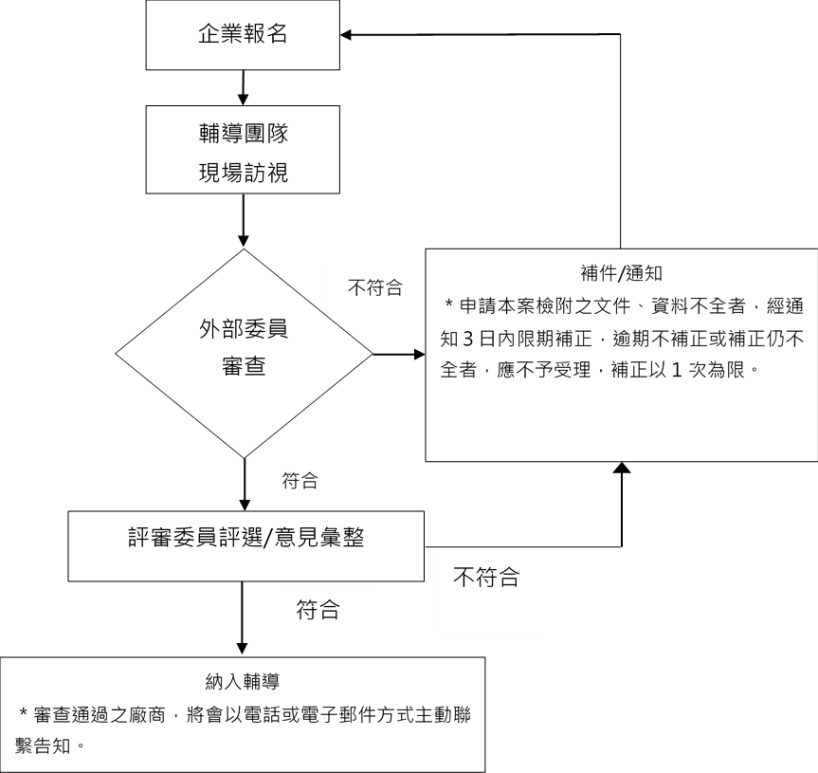 企業報名
輔導團隊
現場訪視
不符合
補件/通知
＊申請本案檢附之文件、資料不全者，經通
知3日內限期補正，逾期不補正或補正仍不
全者，應不予受理，補正以1次為限。
外部委員
審查
符合
評審委員評選/意見彙整
不符合
符合
納入輔導
＊審查通過之廠商，將會以電話或電子郵件方式主動聯
繫告知。